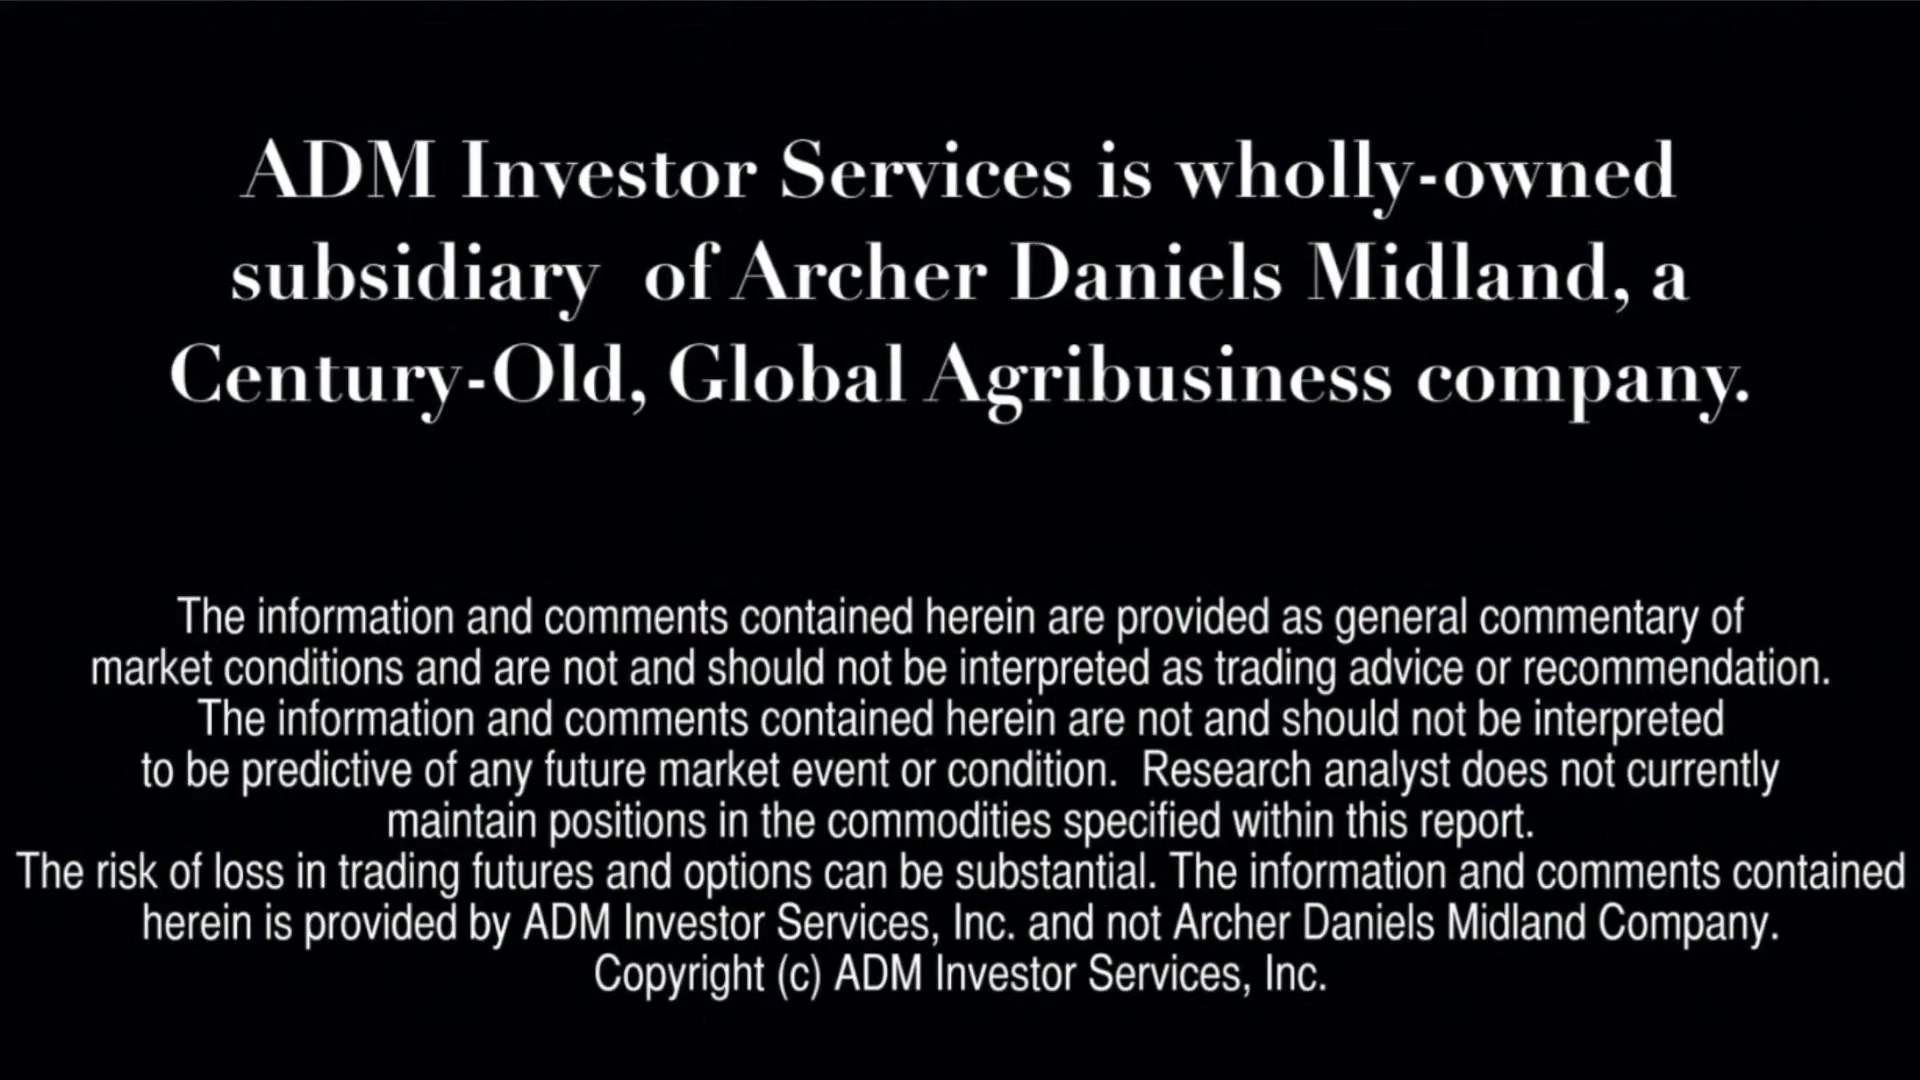 ADM Investor Services is wholly-owned
subsidiary of Archer Daniels Midland, a
Century-Old, Global Agribusiness company.
The information and comments contained herein are provided as general commentary of
market conditions and are not and should not be interpreted as trading advice or recommendation.
The information and comments contained herein are not and should not be interpreted
to be predictive of any future market event or condition. Research analyst does not currently
maintain positions in the commodities specified within this report.
The risk of loss in trading futures and options can be substantial. The information and comments contained
herein is provided by ADM Investor Services, Inc. and not Archer Daniels Midland Company.
Copyright (c) ADM Investor Services, Inc.